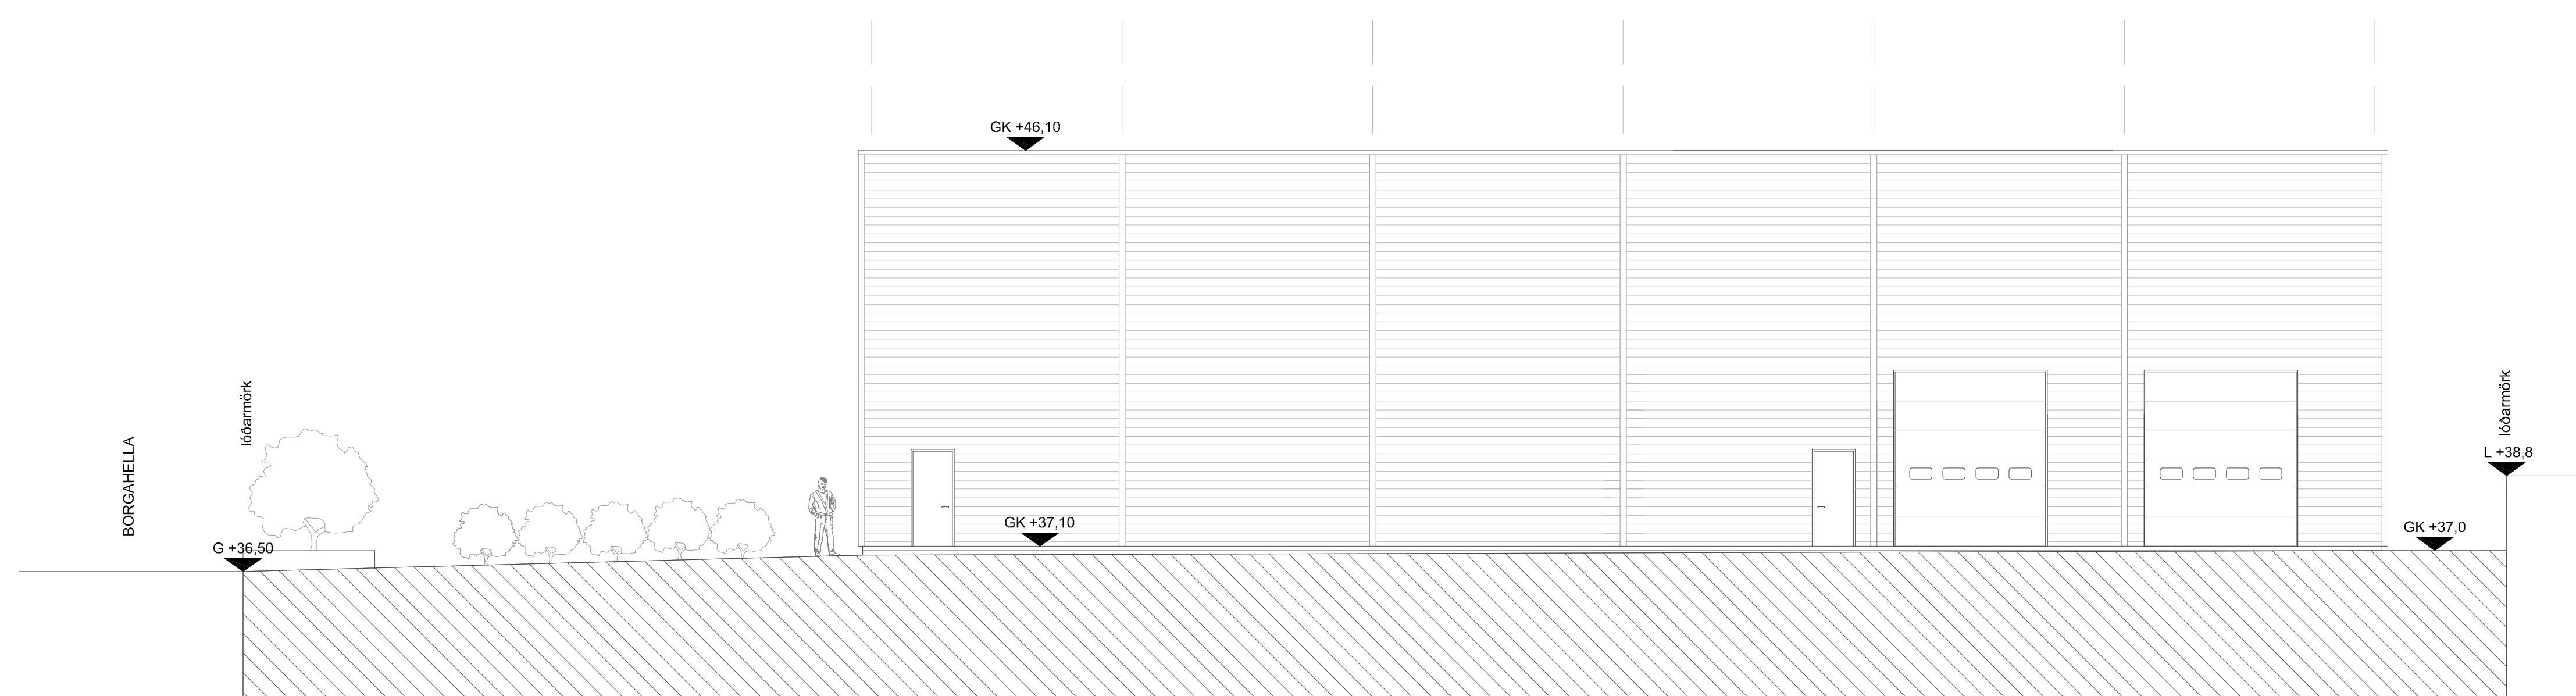 GK +46,10
BORGAHELLA
lóðarmörk
G +36,50
GK +37,10
GK +37,0
L +38,8
lóðarmörk